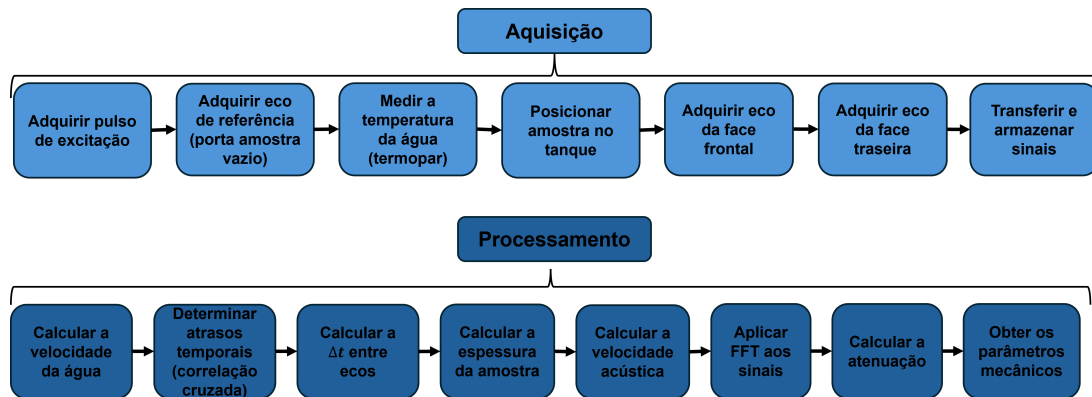 Aquisição
Adquirir pulso
de excitação
Adquirir eco
de referência
(porta amostra
vazio)
Medir a
temperatura
da água
(termopar)
Posicionar
amostra no
tanque
Adquirir eco
da face
frontal
Adquirir eco
da face
traseira
Transferir e
armazenar
sinais
Processamento
Calcular a
velocidade
da água
Determinar
atrasos
temporais
(correlação
cruzada)
Calcular a
Δt entre
ecos
Calcular a
espessura
da amostra
Calcular a
velocidade
acústica
Aplicar
FFT aos
sinais
Calcular a
atenuação
Obter os
parâmetros
mecânicos